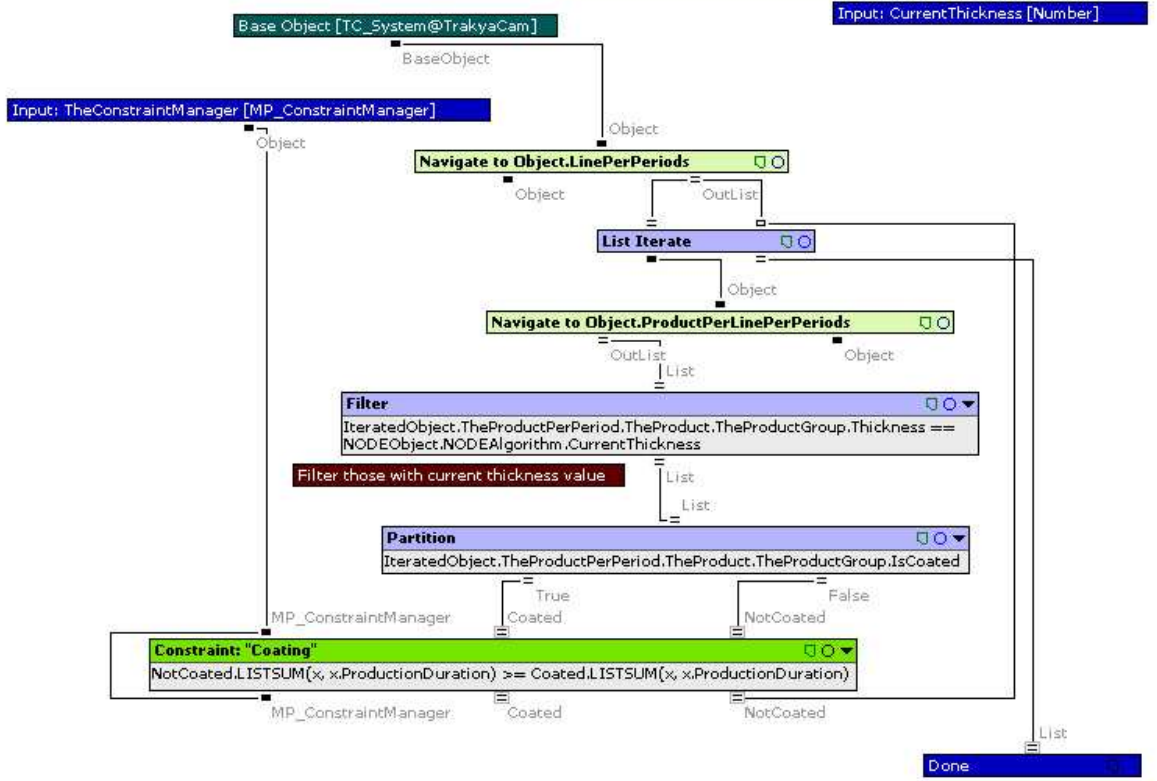 Input: CurrentThickness [Number]
Base Object [TC_System@TrakyaCam]
BaseObject
Input: TheConstraintManager [MP_ConstraintManager]
Object
Object
Navigate to Object.LinePerPeriods
Object
OutList
List Iterate
Object
Navigate to Object.ProductPerLinePerPeriods
OutList
Object
List
Filter
IteratedObject.TheProductPerPeriod.TheProduct.TheProductGroup.Thickness ==
NODEObject.NODEAlgorithm.CurrentThickness
Filter those with current thickness value
List
List
Partition
IteratedObject.TheProductPerPeriod.TheProduct.TheProductGroup.IsCoated
True
False
MP_ConstraintManager
Coated
NotCoated
Constraint: "Coating"
NotCoated.LISTSUM(x, x.ProductionDuration) >= Coated.LISTSUM(x, x.ProductionDuration)
MP_ConstraintManager
Coated
NotCoated
List
Done